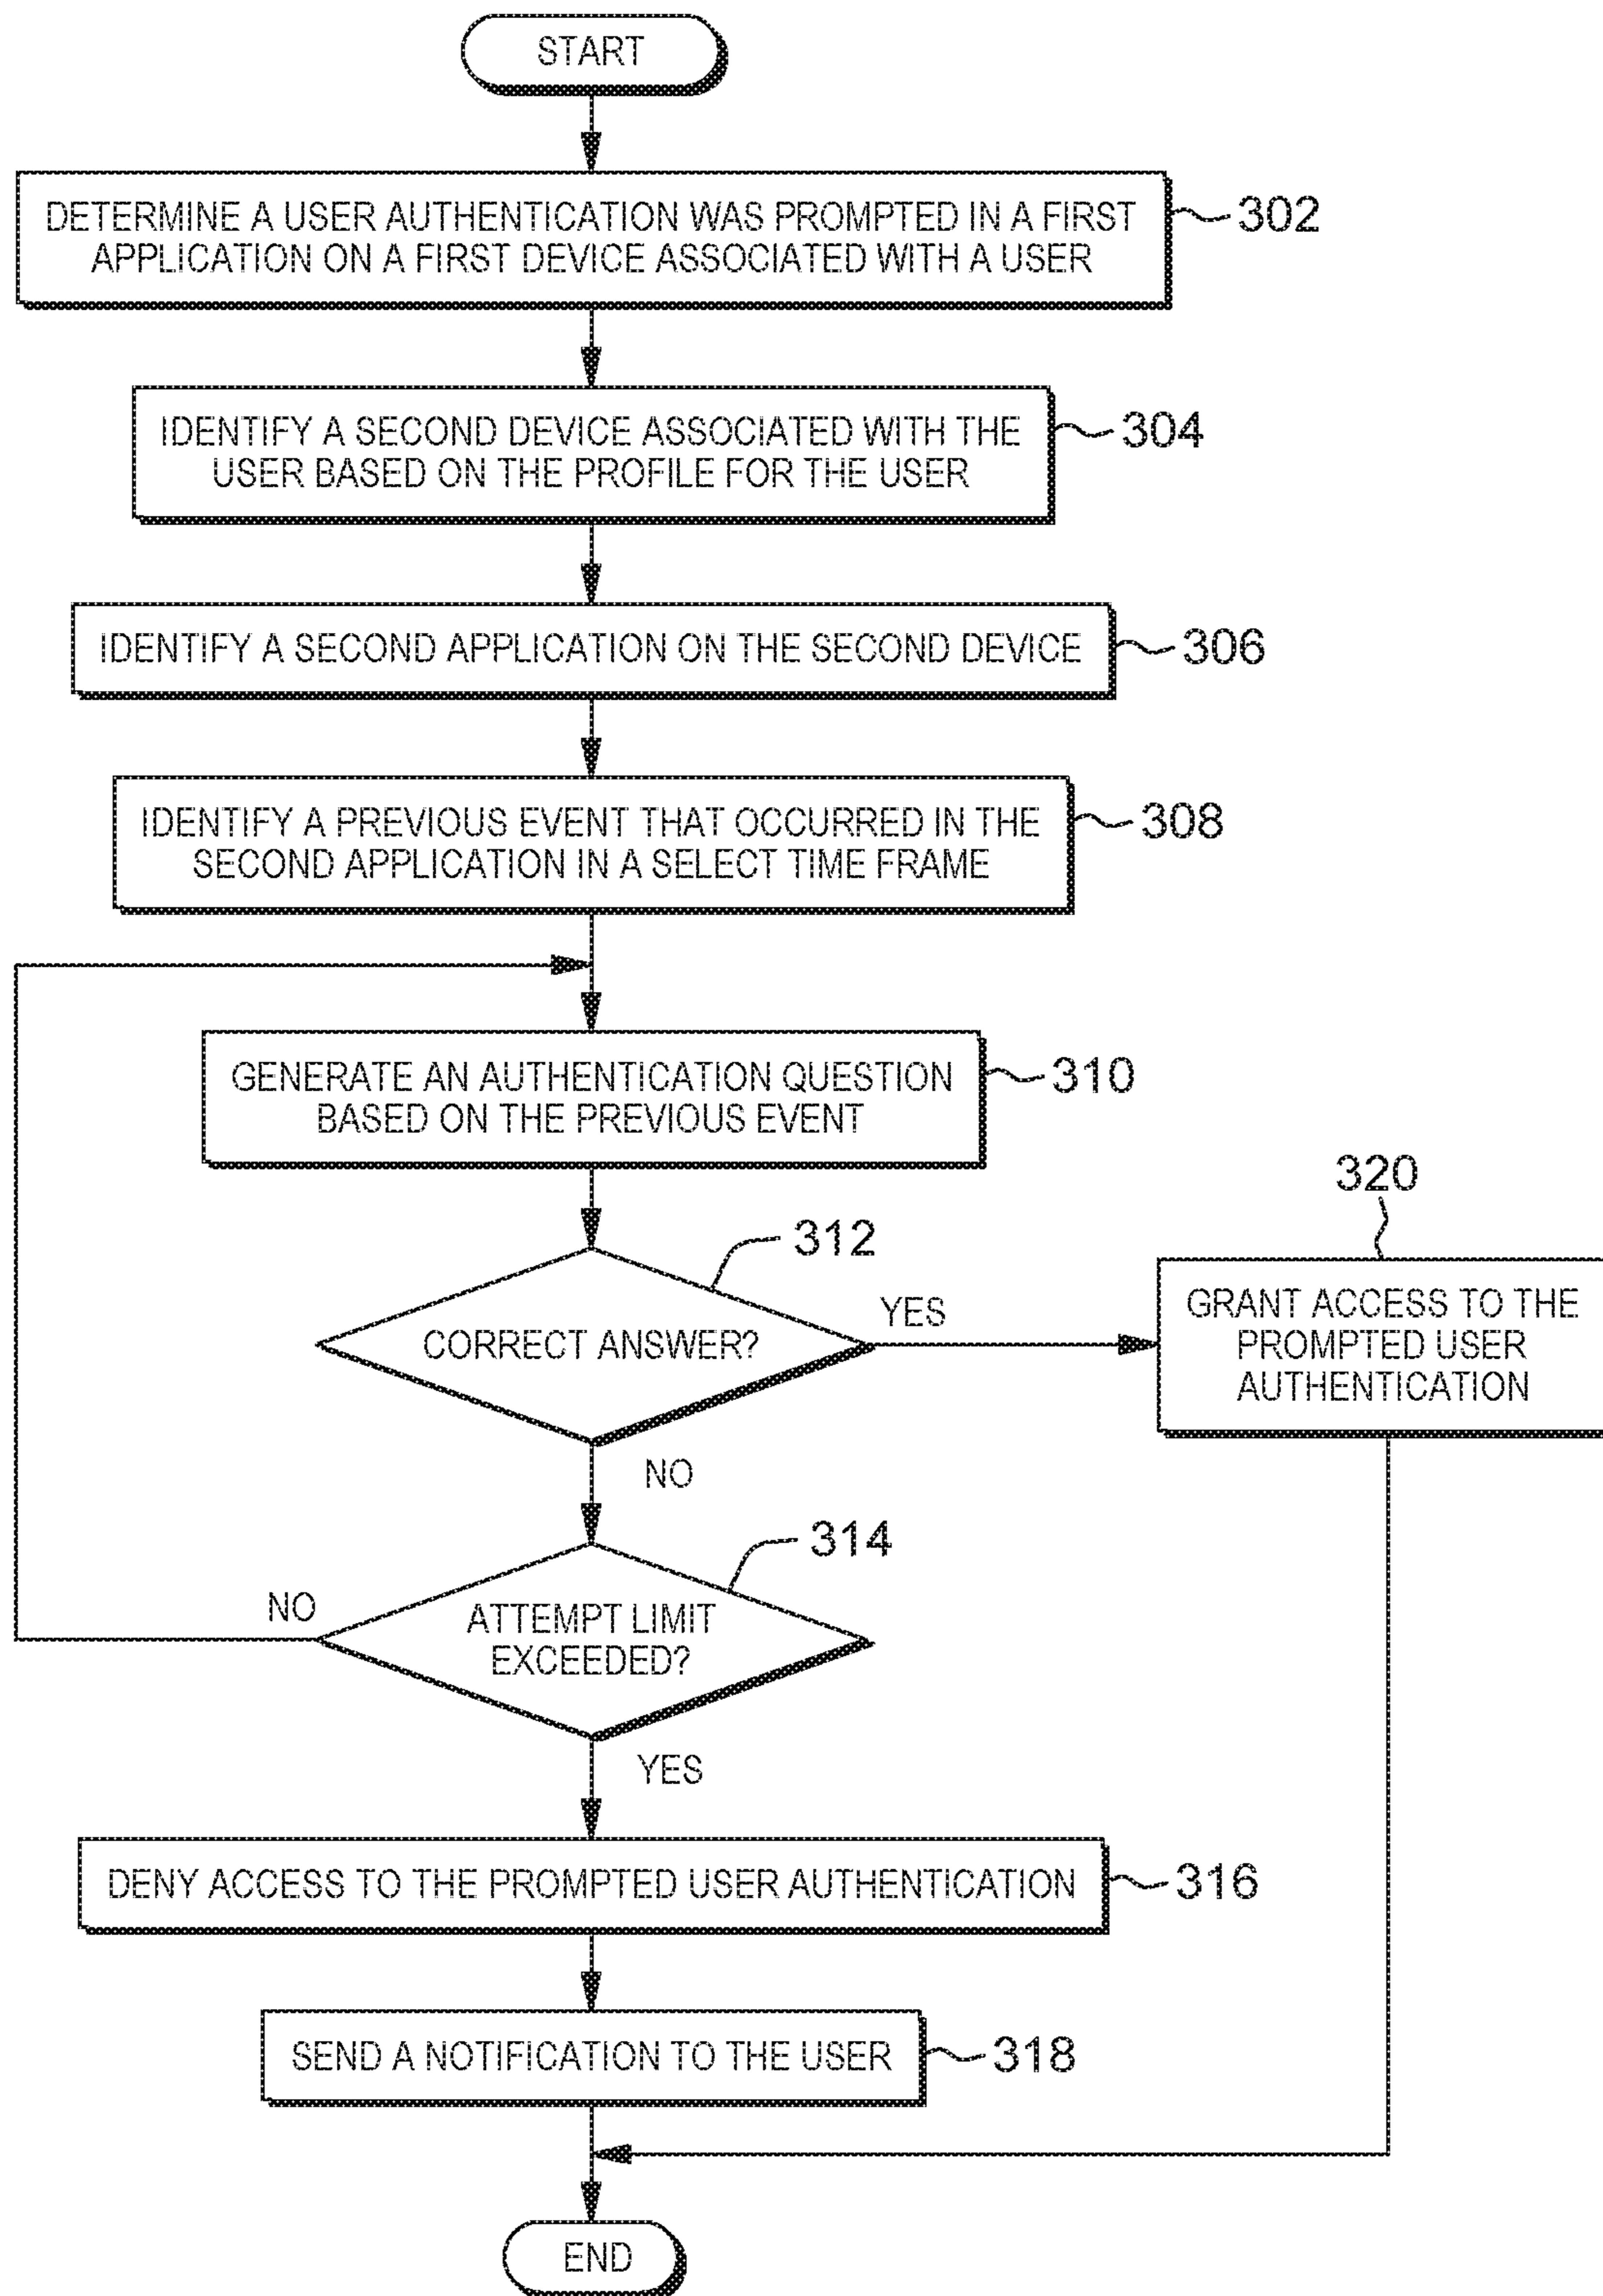 START
DETERMINE A USER AUTHENTICATION WAS PROMPTED IN A FIRST
APPLICATION ON A FIRST DEVICE ASSOCIATED WITH A USER
302
IDENTIFY A SECOND DEVICE ASSOCIATED WITH THE
USER BASED ON THE PROFILE FOR THE USER
304
IDENTIFY A SECOND APPLICATION ON THE SECOND DEVICE
306
IDENTIFY A PREVIOUS EVENT THAT OCCURRED IN THE
SECOND APPLICATION IN A SELECT TIME FRAME
308
GENERATE AN AUTHENTICATION QUESTION
BASED ON THE PREVIOUS EVENT
310
312
CORRECT ANSWER?
YES
320
GRANT ACCESS TO THE
PROMPTED USER
AUTHENTICATION
NO
314
ATTEMPT LIMIT
EXCEEDED?
NO
YES
DENY ACCESS TO THE PROMPTED USER AUTHENTICATION
316
SEND A NOTIFICATION TO THE USER
318
END